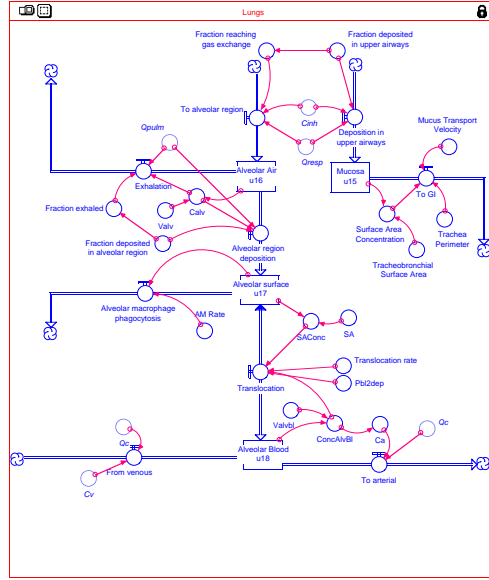 Lungs
Fraction reaching
gas exchange
Fraction deposited
in upper airways
To alveolar region
Cinh
Deposition in
upper airways
Mucus Transport
Velocity
Qpulm
Qresp
Alveolar Air
u16
Mucosa
u15
To GI
Exhalation
Fraction exhaled
Valv
Calv
Surface Area
Concentration
Trachea
Perimeter
Fraction deposited
in alveolar region
Alveolar region
deposition
Tracheobronchial
Surface Area
Alveolar surface
u17
Alveolar macrophage
phagocytosis
AM Rate
SAConc
SA
Translocation rate
Pbl2dep
Translocation
Valvbl
ConcAlvBl
Ca
Qc
Qc
Alveolar Blood
u18
From venous
Cv
To arterial